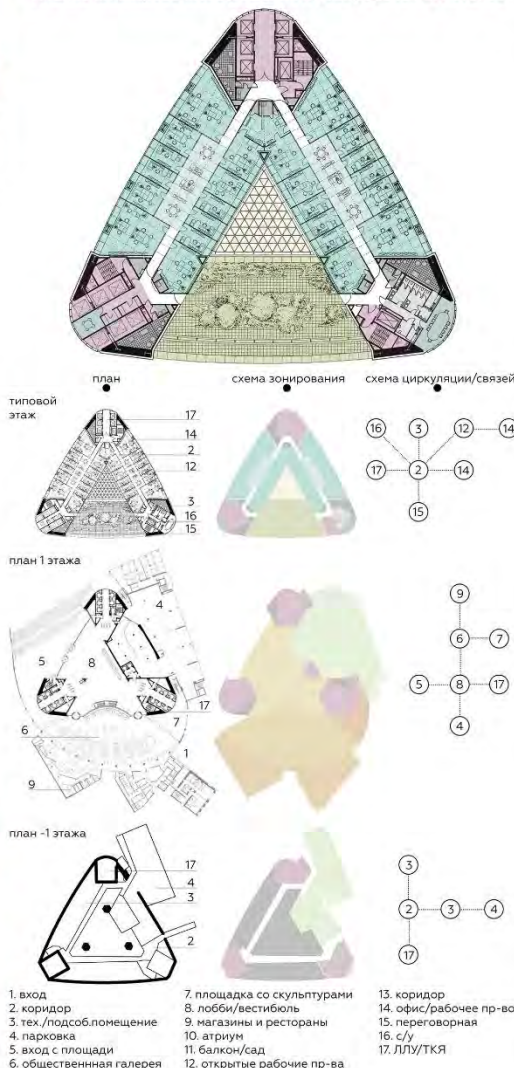 план схема зонирования схема циркуляции/связей
типовой
этаж
17
14
2
12
3
16
15
16 3 12 14
17 2 14
15
план 1 этажа
4
5 8
17
7
6
1
9
9
6 7
5 8 17
4
план -1 этажа
17
4
3
2
3
2 3 4
17
1. вход
2. коридор
3. тех./подсоб.помещение
4. парковка
5. вход с площади
6. общественнная галерея
7. площадка со скульптурами
8. лобби/вестибюль
9. магазины и рестораны
10. атриум
11. балкон/сад
12. открытые рабочие пр-ва
13. коридор
14. офис/рабочее пр-во
15. переговорная
16. с/у
17. ЛЛУ/ТКЯ